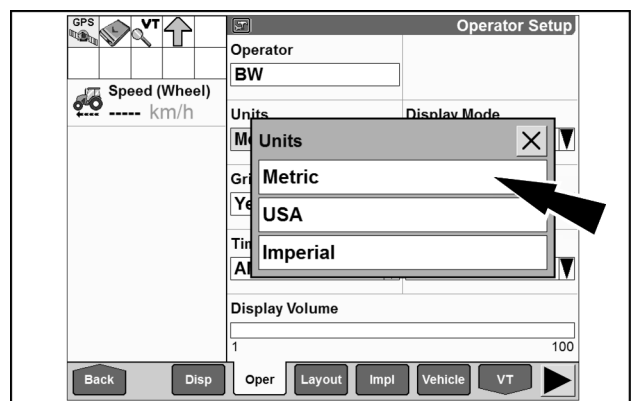 GPS
VT
Operator Setup
Operator
BW
Speed (Wheel)
----- km/h
Units
Display Mode
Units
Metric
USA
Imperial
Display Volume
1
100
Back
Disp
Oper
Layout
Impl
Vehicle
VT